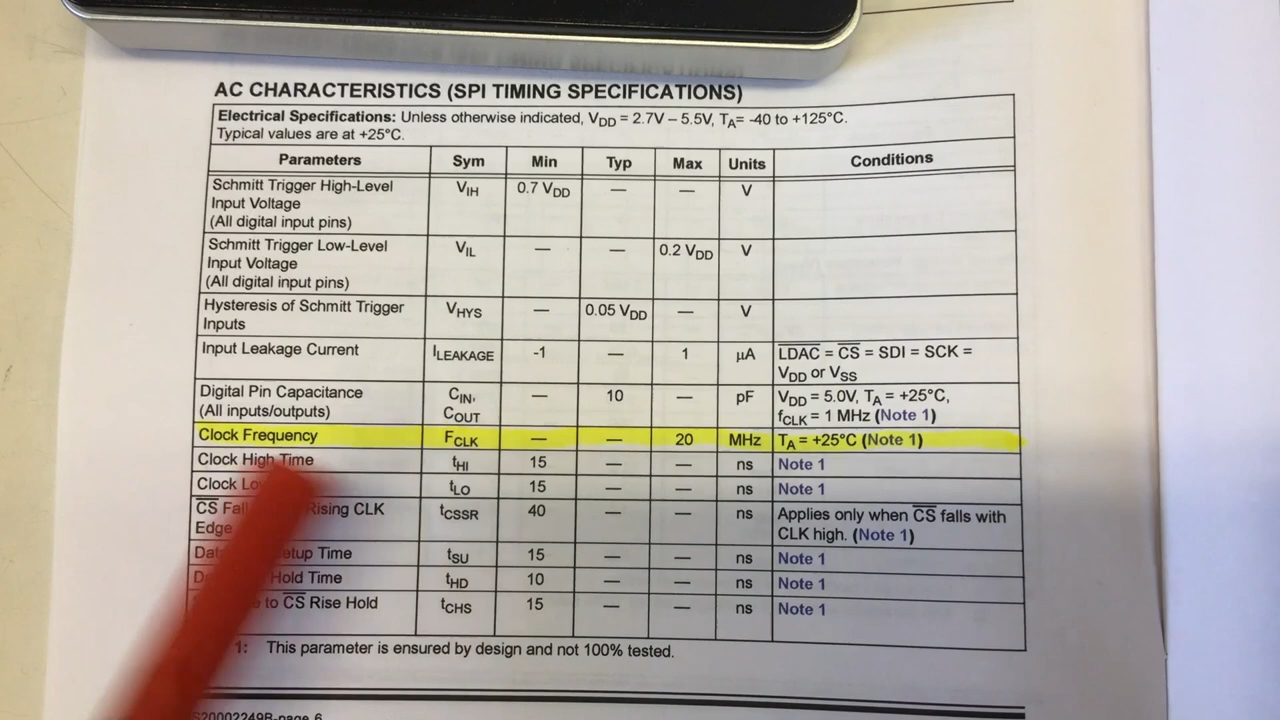 AC CHARACTERISTICS (SPI TIMING SPECIFICATIONS)
Electrical Specifications: Unless otherwise indicated, VDD = 2.7V – 5.5V, TA= -40 to +125°C.
Typical values are at +25°C.
Parameters Sym Min Typ Max Units Conditions
Schmitt Trigger High-Level
Input Voltage
(All digital input pins) VIH 0.7 VDD — — V
Schmitt Trigger Low-Level
Input Voltage
(All digital input pins) VIL — — 0.2 VDD V
Hysteresis of Schmitt Trigger
Inputs VHYS — 0.05 VDD — V
Input Leakage Current ILEAKAGE -1 — 1 µA LDAC = CS = SDI = SCK =
VDD or VSS
Digital Pin Capacitance
(All inputs/outputs) CIN, COUT — 10 — pF VDD = 5.0V, TA = +25°C,
fCLK = 1 MHz (Note 1)
Clock Frequency FCLK — — 20 MHz TA = +25°C (Note 1)
Clock High Time tHI 15 — — ns Note 1
Clock tLO 15 — — ns Note 1
CS Rising CLK
Edge tCSSR 40 — — ns Applies only when CS falls with
CLK high. (Note 1)
Setup Time tSU 15 — — ns Note 1
Hold Time tHD 10 — — ns Note 1
to CS Rise Hold tCHS 15 — — ns Note 1
1: This parameter is ensured by design and not 100% tested.
S20002249B-page 6